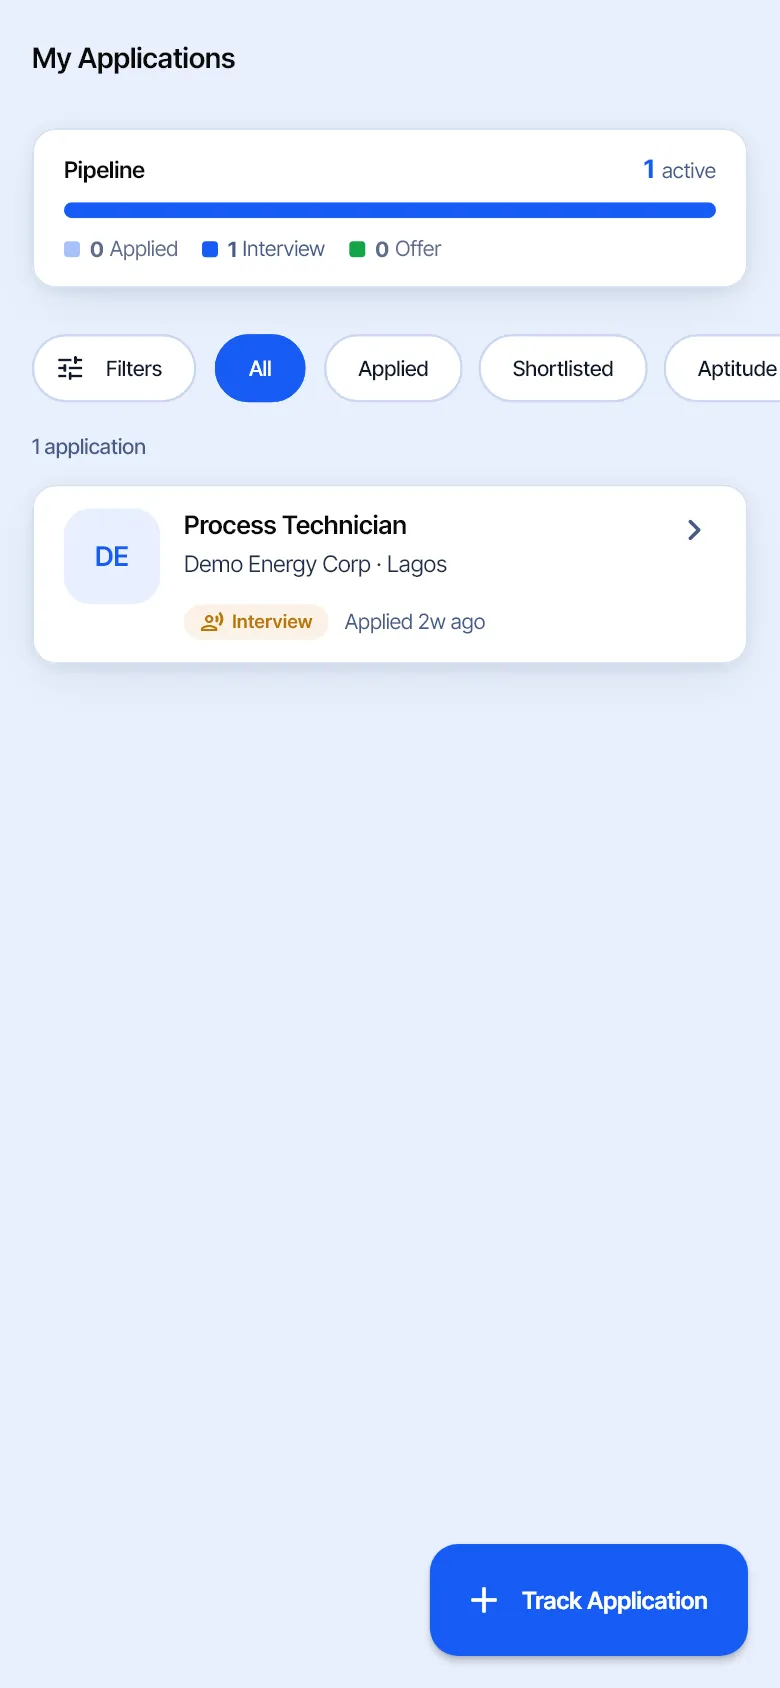 My Applications
Pipeline
1 active
0 Applied 1 Interview 0 Offer
Filters All Applied Shortlisted Aptitude
1 application
DE
Process Technician
Demo Energy Corp · Lagos
Interview Applied 2w ago
Track Application